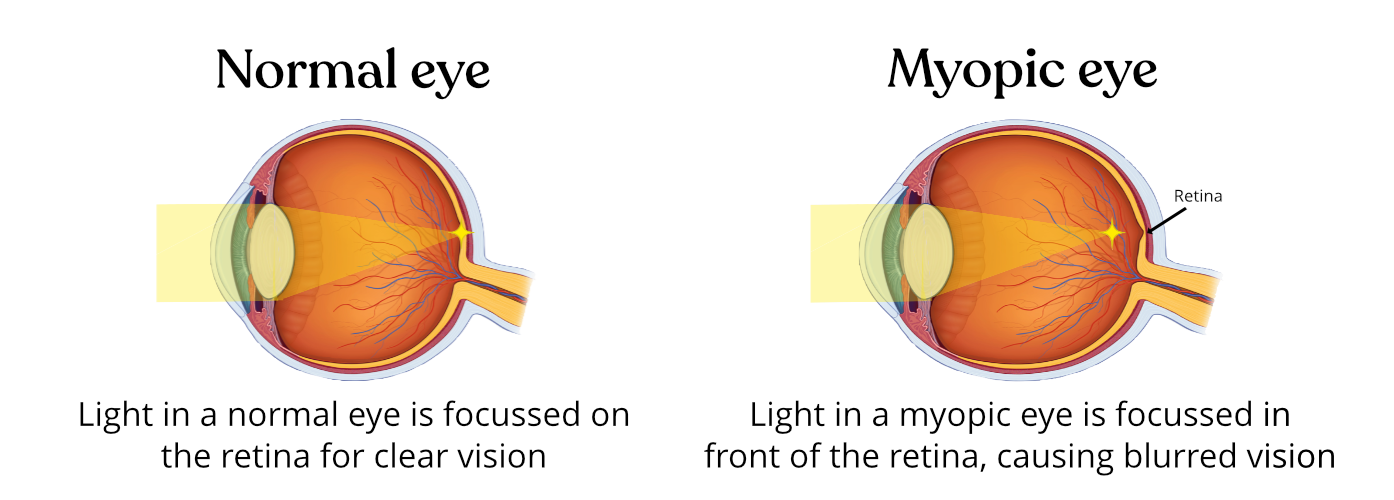 Normal eye
Light in a normal eye is focussed on
the retina for clear vision
Myopic eye
Retina
Light in a myopic eye is focussed in
front of the retina, causing blurred vision